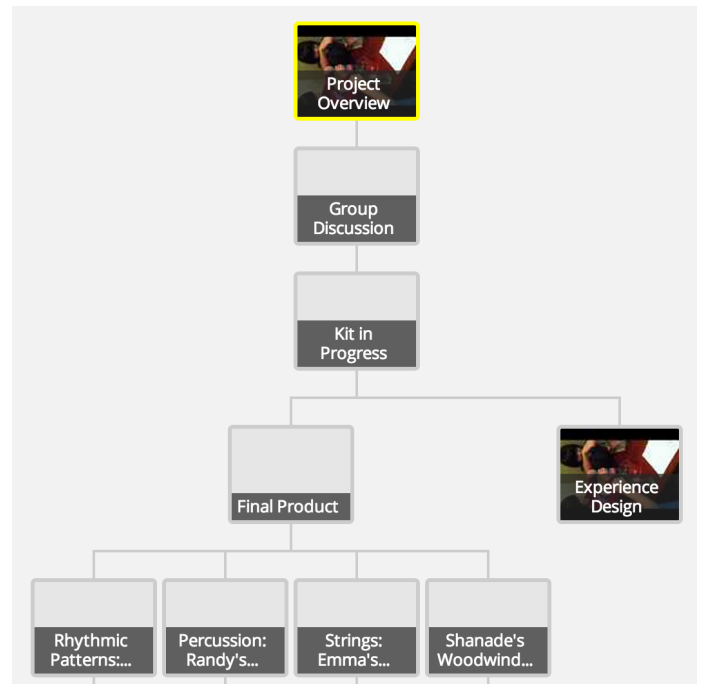 Project
Overview
Group
Discussion
Kit in
Progress
Final Product
Experience
Design
Rhythmic
Patterns:...
Percussion:
Randy's...
Strings:
Emma's...
Shanade's
Woodwind...